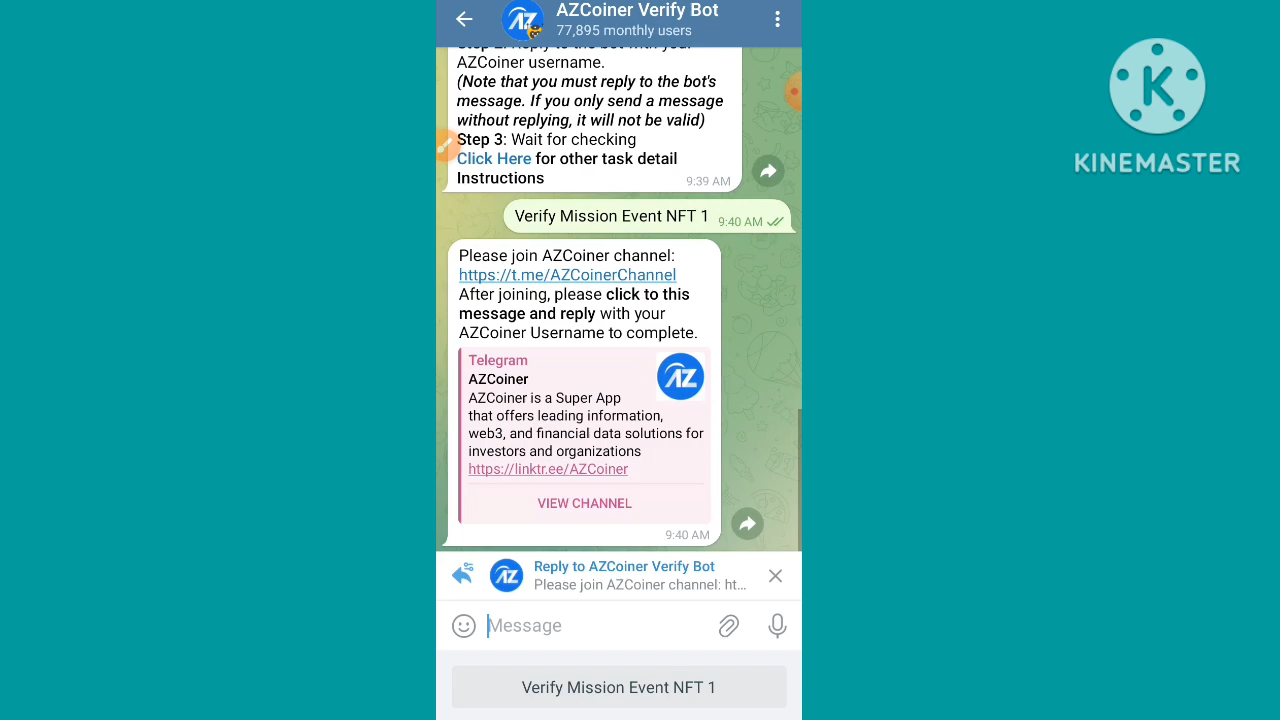 AZCoiner Verify Bot
77,895 monthly users
AZCoiner username.
(Note that you must reply to the bot's
message. If you only send a message
without replying, it will not be valid)
Step 3: Wait for checking
Click Here for other task detail
Instructions
9:39 AM
Verify Mission Event NFT 1
9:40 AM
Please join AZCoiner channel:
https://t.me/AZCoinerChannel
After joining, please click to this
message and reply with your
AZCoiner Username to complete.
Telegram
AZCoiner
AZ
AZCoiner is a Super App
that offers leading information,
web3, and financial data solutions for
investors and organizations
https://linktr.ee/AZCoiner
VIEW CHANNEL
9:40 AM
AZ
Reply to AZCoiner Verify Bot
Please join AZCoiner channel: ht...
Message
Verify Mission Event NFT 1
K
KINEMASTER